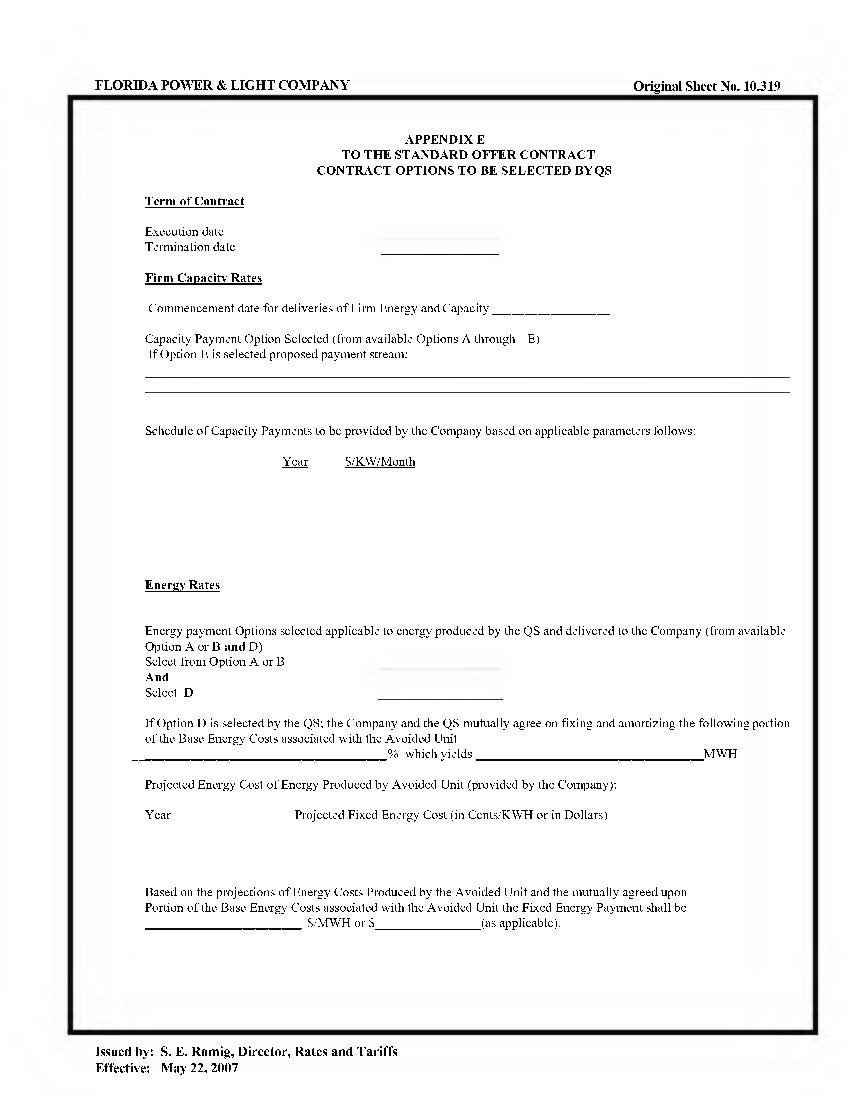 FLORIDA POWER & LIGHT COMPANY Original Sheet No. 10.319
APPENDIX E
TO THE STANDARD OFFER CONTRACT
CONTRACT OPTIONS TO BE SELECTED BY QS
Term of Contract
Execution date
Termination date
Firm Capacity Rates
Commencement date for deliveries of Firm Energy and Capacity
Capacity Payment Option Selected (from available Options A through E)
If Option E is selected proposed payment stream:
Schedule of Capacity Payments to be provided by the Company based on applicable parameters follows:
Year $/KW/Month
Energy Rates
Energy payment Options selected applicable to energy produced by the QS and delivered to the Company (from available
Option A or B and D)
Select from Option A or B
And
Select D
If Option D is selected by the QS; the Company and the QS mutually agree on fixing and amortizing the following portion
of the Base Energy Costs associated with the Avoided Unit
% which yields MWH
Projected Energy Cost of Energy Produced by Avoided Unit (provided by the Company):
Year Projected Fixed Energy Cost (in Cents/KWH or in Dollars)
Based on the projections of Energy Costs Produced by the Avoided Unit and the mutually agreed upon
Portion of the Base Energy Costs associated with the Avoided Unit the Fixed Energy Payment shall be
$/MWH or $ (as applicable).
Issued by: S. E. Romig, Director, Rates and Tariffs
Effective: May 22, 2007